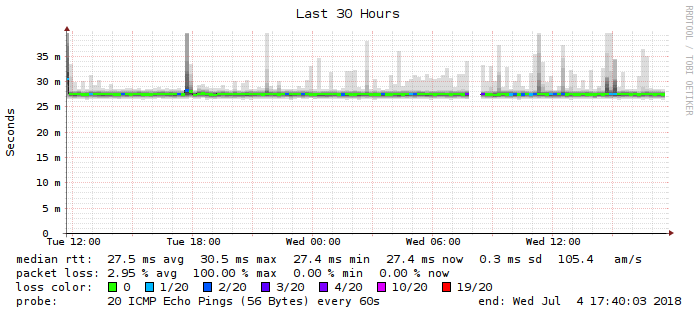 Last 30 Hours
RRDTOOL / TOBI OETIKER
Seconds
35 m
30 m
25 m
20 m
15 m
10 m
5 m
0
Tue 12:00 Tue 18:00 Wed 00:00 Wed 06:00 Wed 12:00
median rtt: 27.5 ms avg 30.5 ms max 27.4 ms min 27.4 ms now 0.3 ms sd 105.4 am/s
packet loss: 2.95 % avg 100.00 % max 0.00 % min 0.00 % now
loss color: 0 1/20 2/20 3/20 4/20 10/20 19/20
probe: 20 ICMP Echo Pings (56 Bytes) every 60s end: Wed Jul 4 17:40:03 2018